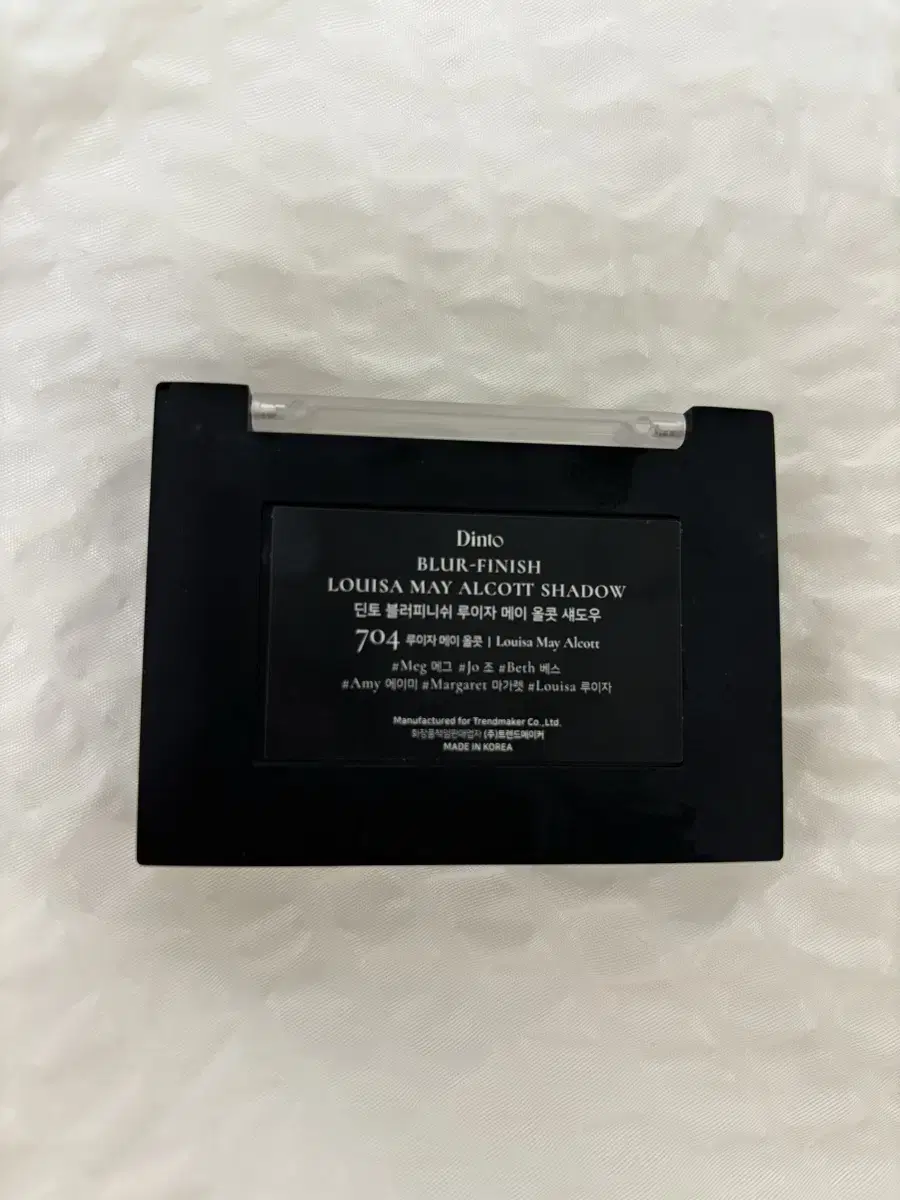 Dinto
BLUR-FINISH
LOUISA MAY ALCOTT SHADOW
딘토 블러피니쉬 루이자 메이 올콧 섀도우
704 루이자 메이 올콧 | Louisa May Alcott
#Meg 메그 #Jo 조 #Beth 베스
#Amy 에이미 #Margaret 마가렛 #Louisa 루이자
Manufactured for Trendmaker Co.,Ltd.
화장품책임판매업자 (주)트렌드메이커
MADE IN KOREA